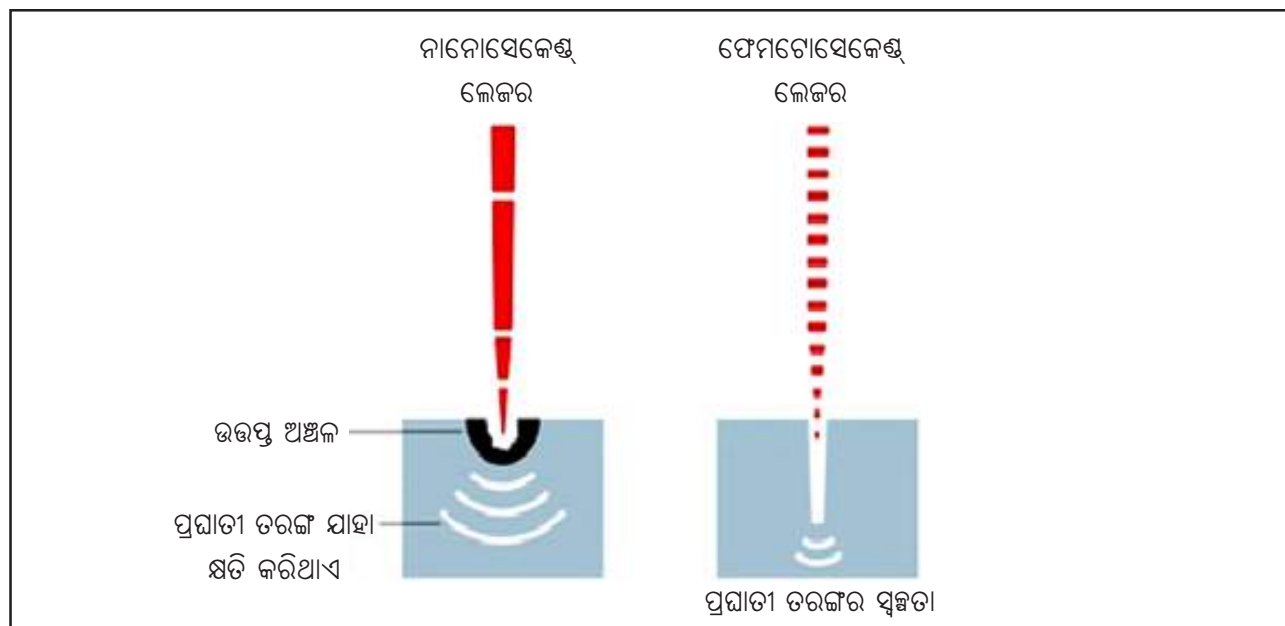 ନାନୋସେକେଣ୍ଡ୍
ଲେଜର
ଫେମଟୋସେକେଣ୍ଡ୍
ଲେଜର
ଉତ୍ତପ୍ତ ଅଞ୍ଚଳ
ପ୍ରଘାତୀ ତରଙ୍ଗ ଯାହା
କ୍ଷତି କରିଥାଏ
ପ୍ରଘାତୀ ତରଙ୍ଗର ସ୍ୱଳ୍ପତା